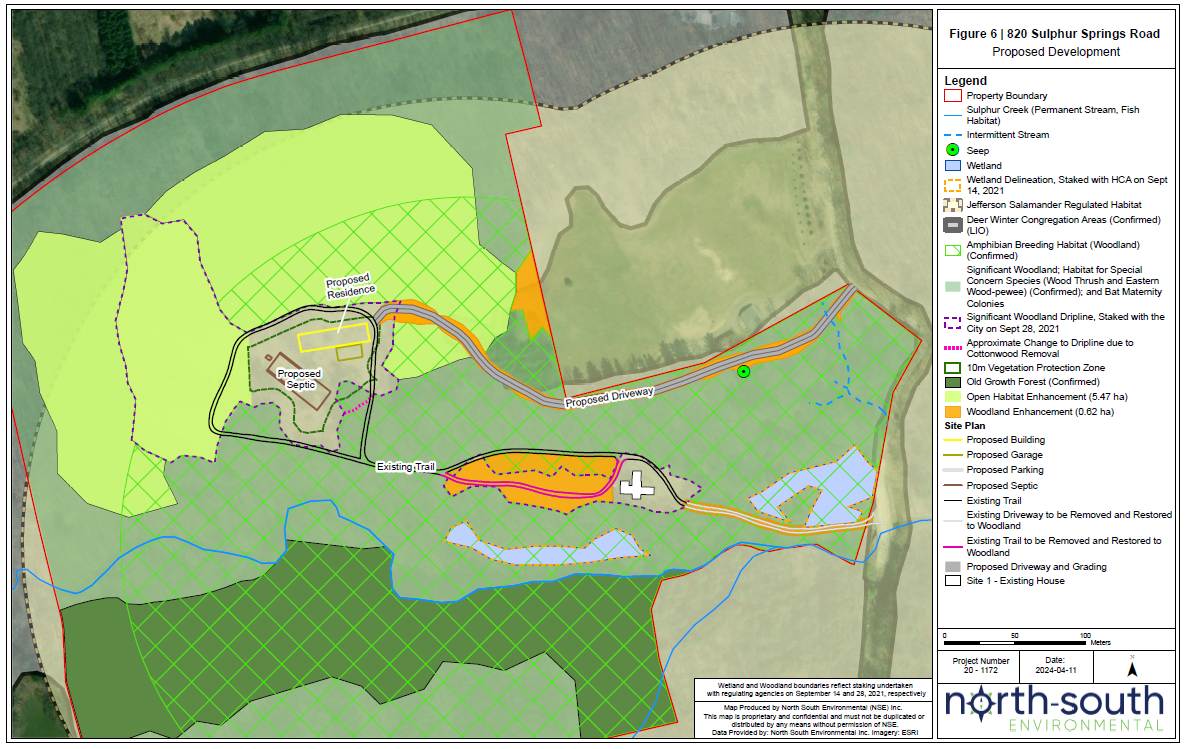 Proposed
Residence
Proposed
Septic
Proposed Driveway
Existing Trail
Wetland and Woodland boundaries reflect staking undertaken
with regulating agencies on September 14 and 28, 2021, respectively
Map Produced by North South Environmental (NSE) Inc.
This map is proprietary and confidential and must not be duplicated or
distributed by any means without permission of NSE.
Data Provided by: North South Environmental Inc. Imagery: ESRI
Figure 6 | 820 Sulphur Springs Road
Proposed Development
Legend
Property Boundary
Sulphur Creek (Permanent Stream, Fish
Habitat)
Intermittent Stream
Seep
Wetland
Wetland Delineation, Staked with HCA on Sept
14, 2021
Jefferson Salamander Regulated Habitat
Deer Winter Congregation Areas (Confirmed)
(LIO)
Amphibian Breeding Habitat (Woodland)
(Confirmed)
Significant Woodland; Habitat for Special
Concern Species (Wood Thrush and Eastern
Wood-pewee) (Confirmed); and Bat Maternity
Colonies
Significant Woodland Dripline, Staked with the
City on Sept 28, 2021
Approximate Change to Dripline due to
Cottonwood Removal
10m Vegetation Protection Zone
Old Growth Forest (Confirmed)
Open Habitat Enhancement (5.47 ha)
Woodland Enhancement (0.62 ha)
Site Plan
Proposed Building
Proposed Garage
Proposed Parking
Proposed Septic
Existing Trail
Existing Driveway to be Removed and Restored
to Woodland
Existing Trail to be Removed and Restored to
Woodland
Proposed Driveway and Grading
Site 1 - Existing House
0 50 100
Meters
Project Number
20 - 1172
Date:
2024-04-11
N
north-south
ENVIRONMENTAL